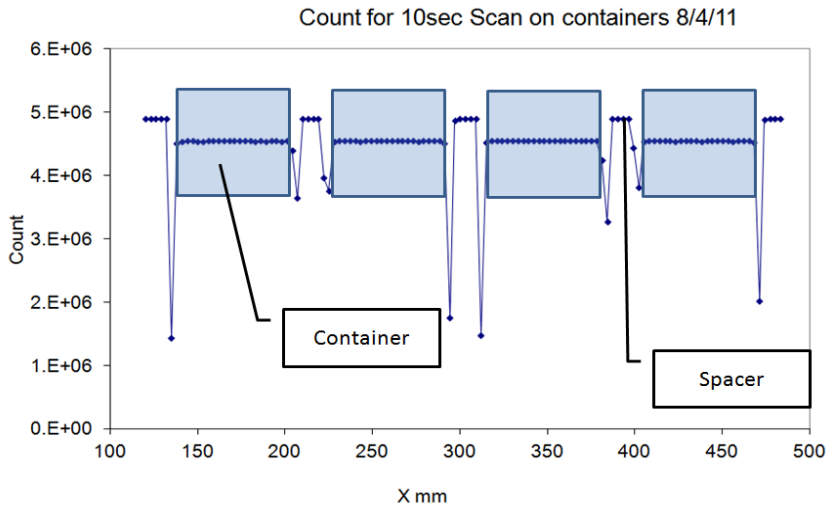 Count for 10sec Scan on containers 8/4/11
6.E+06
5.E+06
4.E+06
3.E+06
2.E+06
1.E+06
0.E+00
Count
Container
Spacer
100 150 200 250 300 350 400 450 500
X mm